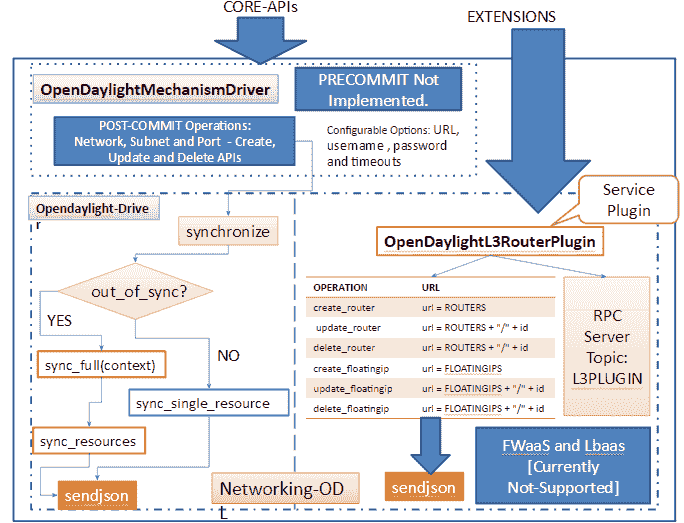 CORE-APIs
EXTENSIONS
OpenDaylightMechanismDriver
PRECOMMIT Not
Implemented.
POST-COMMIT Operations:
Network, Subnet and Port - Create,
Update and Delete APIs
Configurable Options: URL,
username , password
and timeouts
Service
Plugin
Opendaylight-Drive
r
synchronize
OpenDaylightL3RouterPlugin
out_of_sync?
YES
NO
sync_full(context)
sync_single_resource
sync_resources
sendjson
Networking-OD
L
OPERATION URL
create_router url = ROUTERS
update_router url = ROUTERS + "/" + id
delete_router url = ROUTERS + "/" + id
create_floatingip url = FLOATINGIPS
update_floatingip url = FLOATINGIPS + "/" + id
delete_floatingip url = FLOATINGIPS + "/" + id
RPC
Server
Topic:
L3PLUGIN
sendjson
FWaaS and Lbaas
[Currently
Not-Supported]